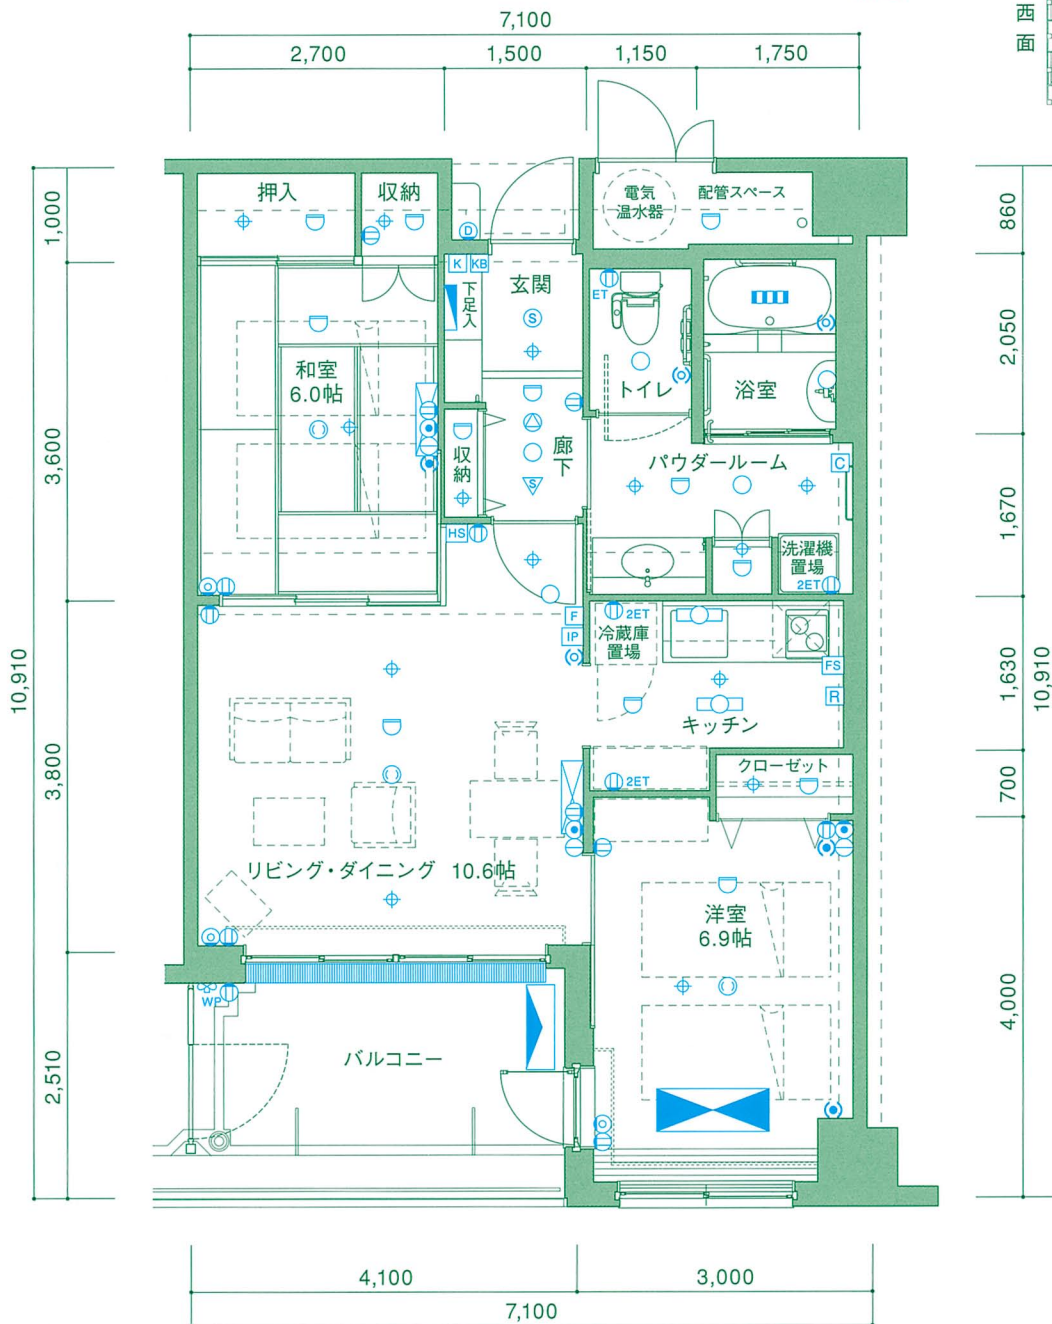 西
面
7,100
2,700
1,500
1,150
1,750
1,000
3,600
3,800
2,510
10,910
860
2,050
1,670
1,630
700
4,000
10,910
押入
収納
電気
温水器
配管スペース
D
K
KB
下足入
玄関
S
ET
トイレ
浴室
和室
6.0帖
収納
廊下
S
パウダールーム
C
HS
洗濯機
置場
2ET
F
IP
2ET
冷蔵庫
置場
FS
R
キッチン
2ET
クローゼット
リビング・ダイニング 10.6帖
洋室
6.9帖
WP
バルコニー
4,100
3,000
7,100